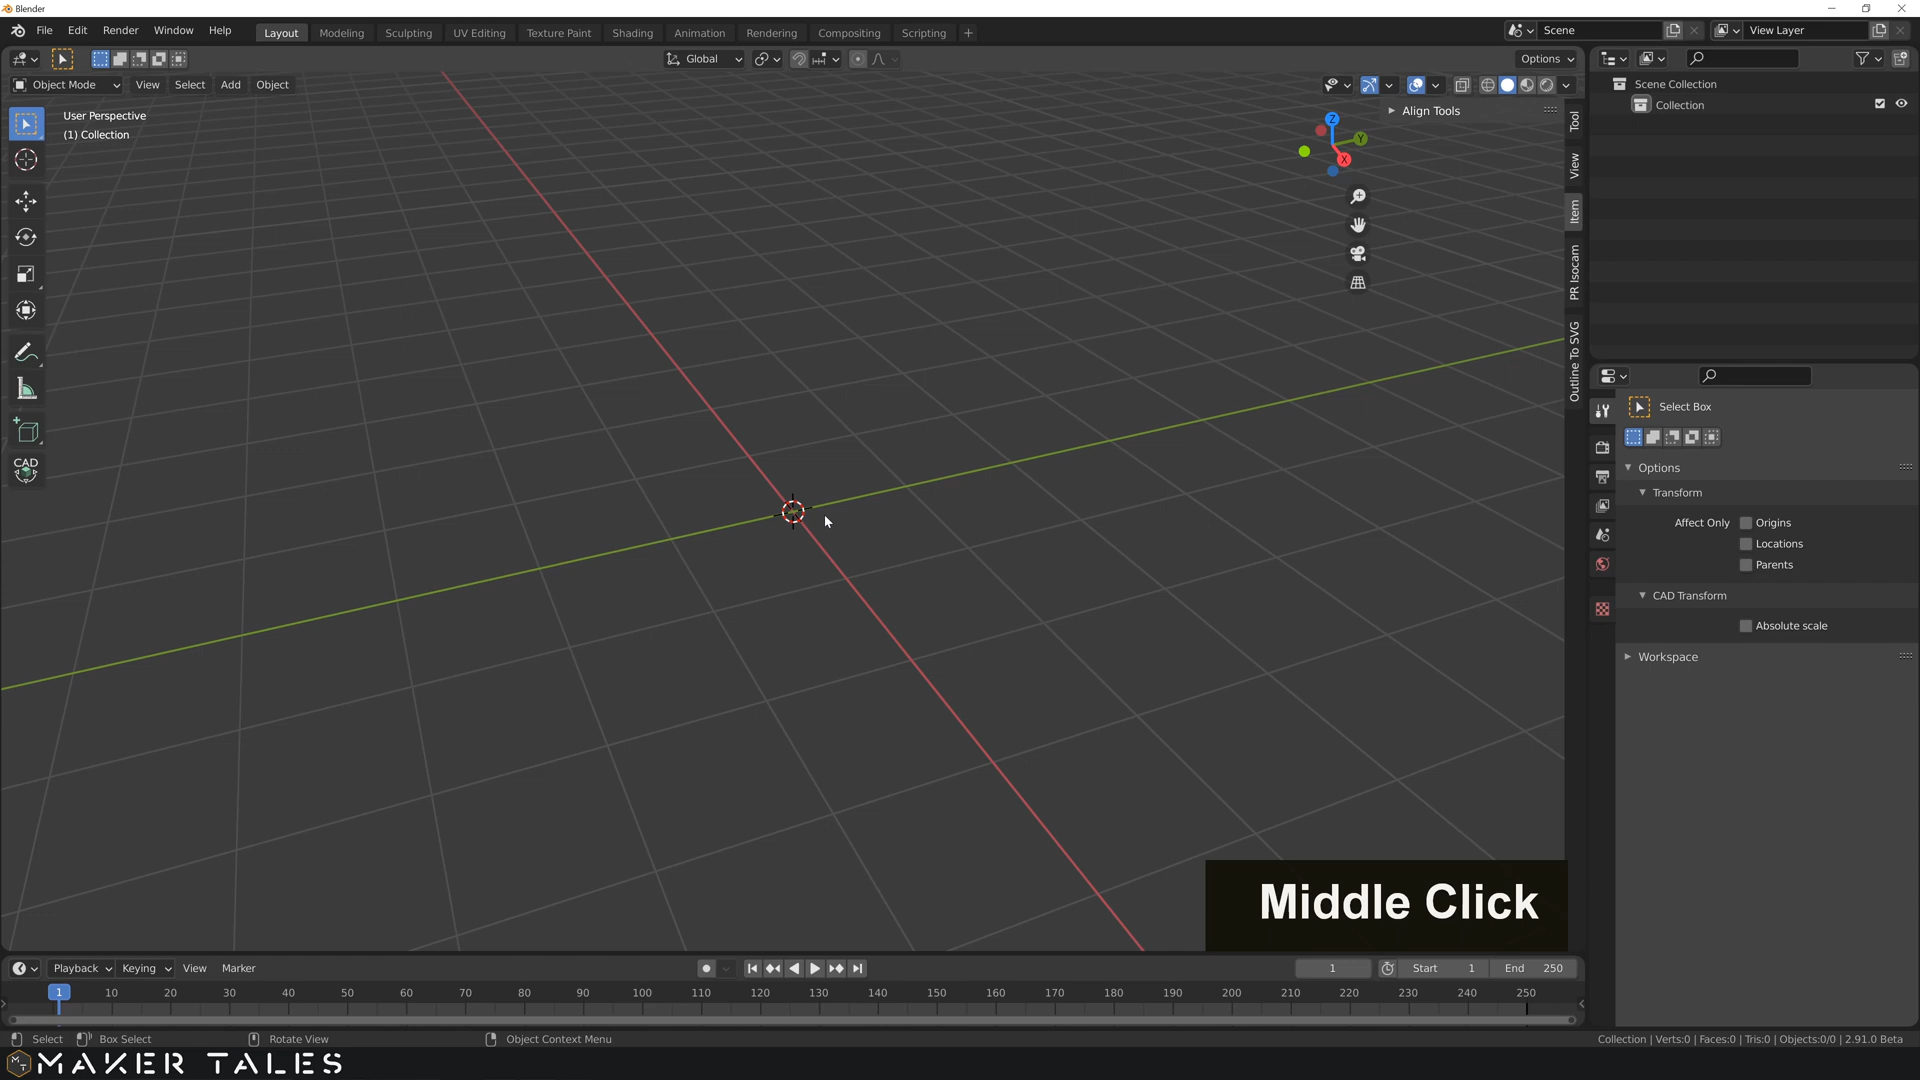 Blender
File Edit Render Window Help
Layout Modeling Sculpting UV Editing Texture Paint Shading Animation Rendering Compositing Scripting +
Scene
View Layer
Global
Options
Object Mode View Select Add Object
User Perspective
(1) Collection
Align Tools
Z
Y
X
Tool
View
Item
PR Isocam
Outline To SVG
CAD
Scene Collection
Collection
Select Box
Options
Transform
Affect Only Origins
Locations
Parents
CAD Transform
Absolute scale
Workspace
Middle Click
Playback Keying View Marker
1
Start 1
End 250
1 10 20 30 40 50 60 70 80 90 100 110 120 130 140 150 160 170 180 190 200 210 220 230 240 250
Select Box Select Rotate View Object Context Menu
Collection | Verts:0 | Faces:0 | Tris:0 | Objects:0/0 | 2.91.0 Beta
MAKER TALES